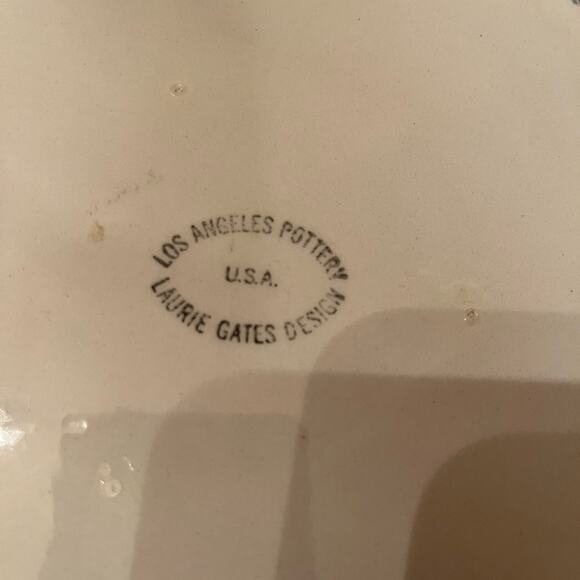 LOS ANGELES POTTERY
U.S.A.
LAURIE GATES DESIGN